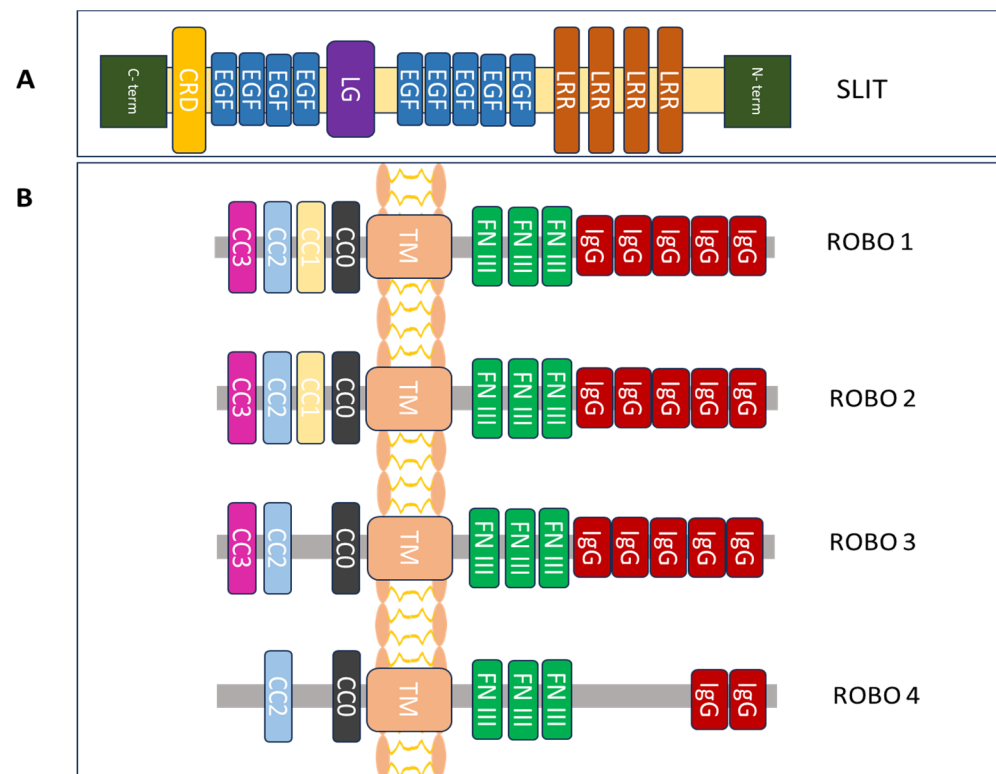 A
C- term CRD EGF EGF EGF EGF LG EGF EGF EGF EGF EGF LRR LRR LRR LRR N- term SLIT
B
CC3 CC2 CC1 CC0 TM FN III FN III FN III IgG IgG IgG IgG IgG ROBO 1
CC3 CC2 CC1 CC0 TM FN III FN III FN III IgG IgG IgG IgG IgG ROBO 2
CC3 CC2 CC0 TM FN III FN III FN III IgG IgG IgG IgG IgG ROBO 3
CC2 CC0 TM FN III FN III FN III IgG IgG ROBO 4